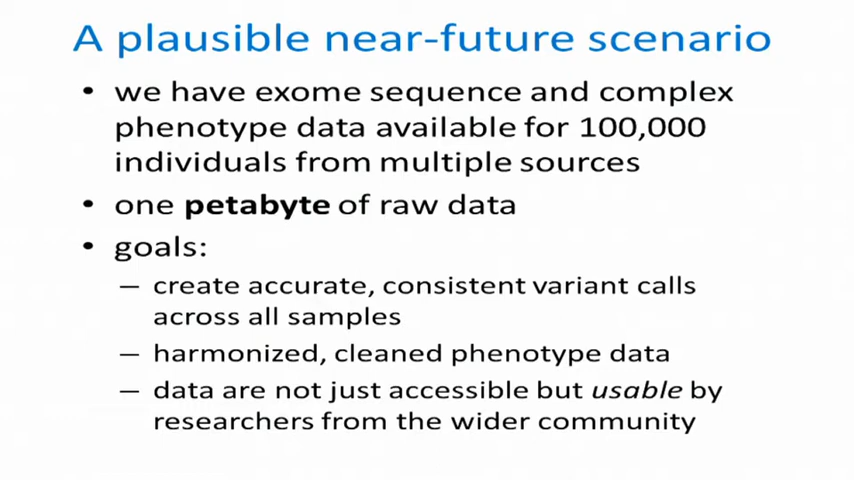 A plausible near-future scenario
• we have exome sequence and complex
phenotype data available for 100,000
individuals from multiple sources
• one petabyte of raw data
• goals:
– create accurate, consistent variant calls
across all samples
– harmonized, cleaned phenotype data
– data are not just accessible but usable by
researchers from the wider community